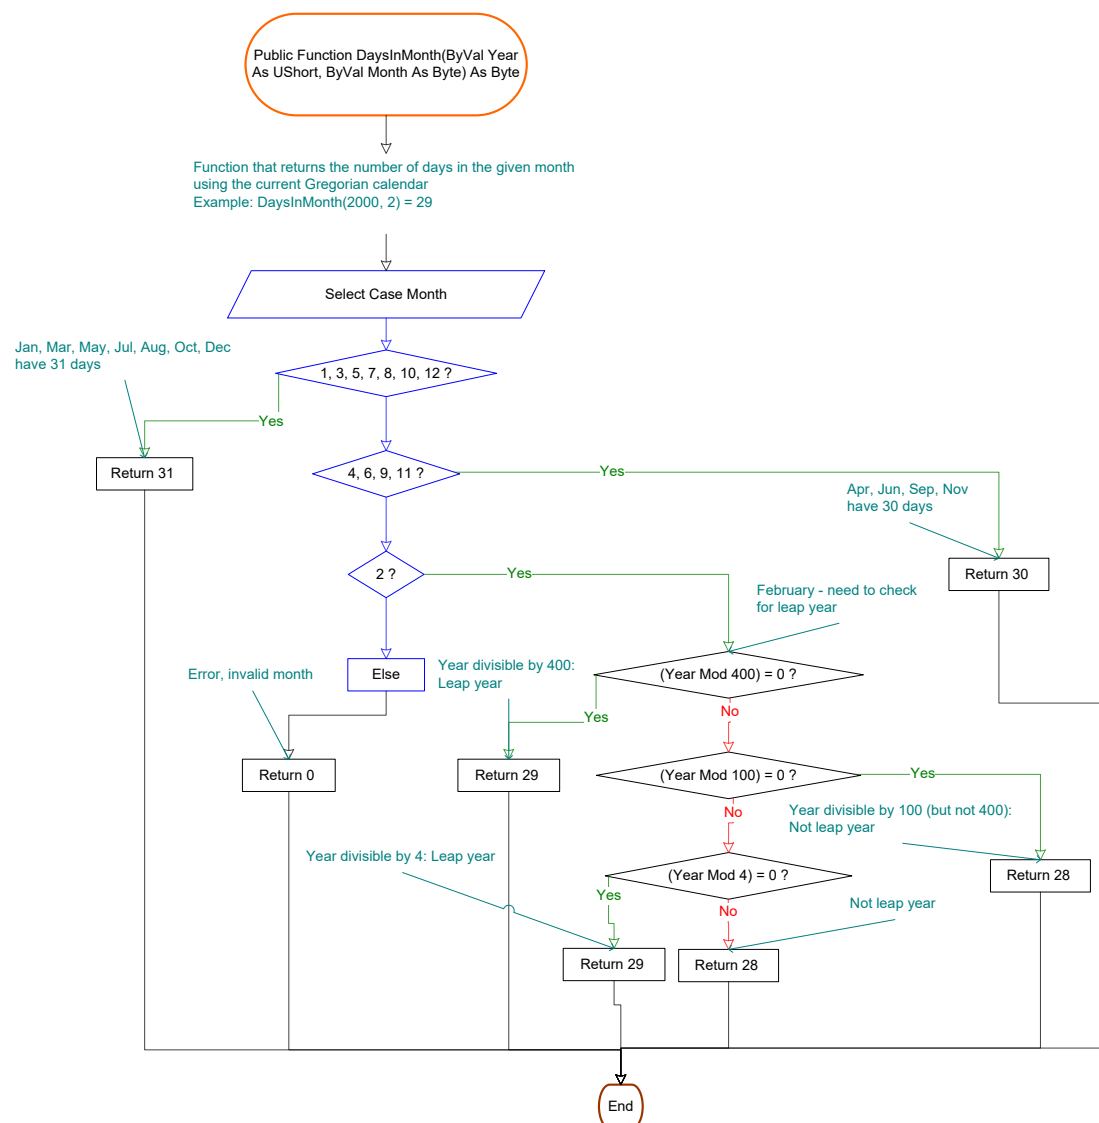 Public Function DaysInMonth(ByVal Year
As UShort, ByVal Month As Byte) As Byte
Function that returns the number of days in the given month
using the current Gregorian calendar
Example: DaysInMonth(2000, 2) = 29
Select Case Month
Jan, Mar, May, Jul, Aug, Oct, Dec
have 31 days
1, 3, 5, 7, 8, 10, 12 ?
Yes
Return 31
4, 6, 9, 11 ?
Yes
Apr, Jun, Sep, Nov
have 30 days
Return 30
2 ?
Yes
February - need to check
for leap year
Error, invalid month
Else
Year divisible by 400:
Leap year
(Year Mod 400) = 0 ?
Yes
No
Return 0
Return 29
(Year Mod 100) = 0 ?
Yes
No
Year divisible by 100 (but not 400):
Not leap year
Year divisible by 4: Leap year
(Year Mod 4) = 0 ?
Return 28
Yes
No
Not leap year
Return 29
Return 28
End